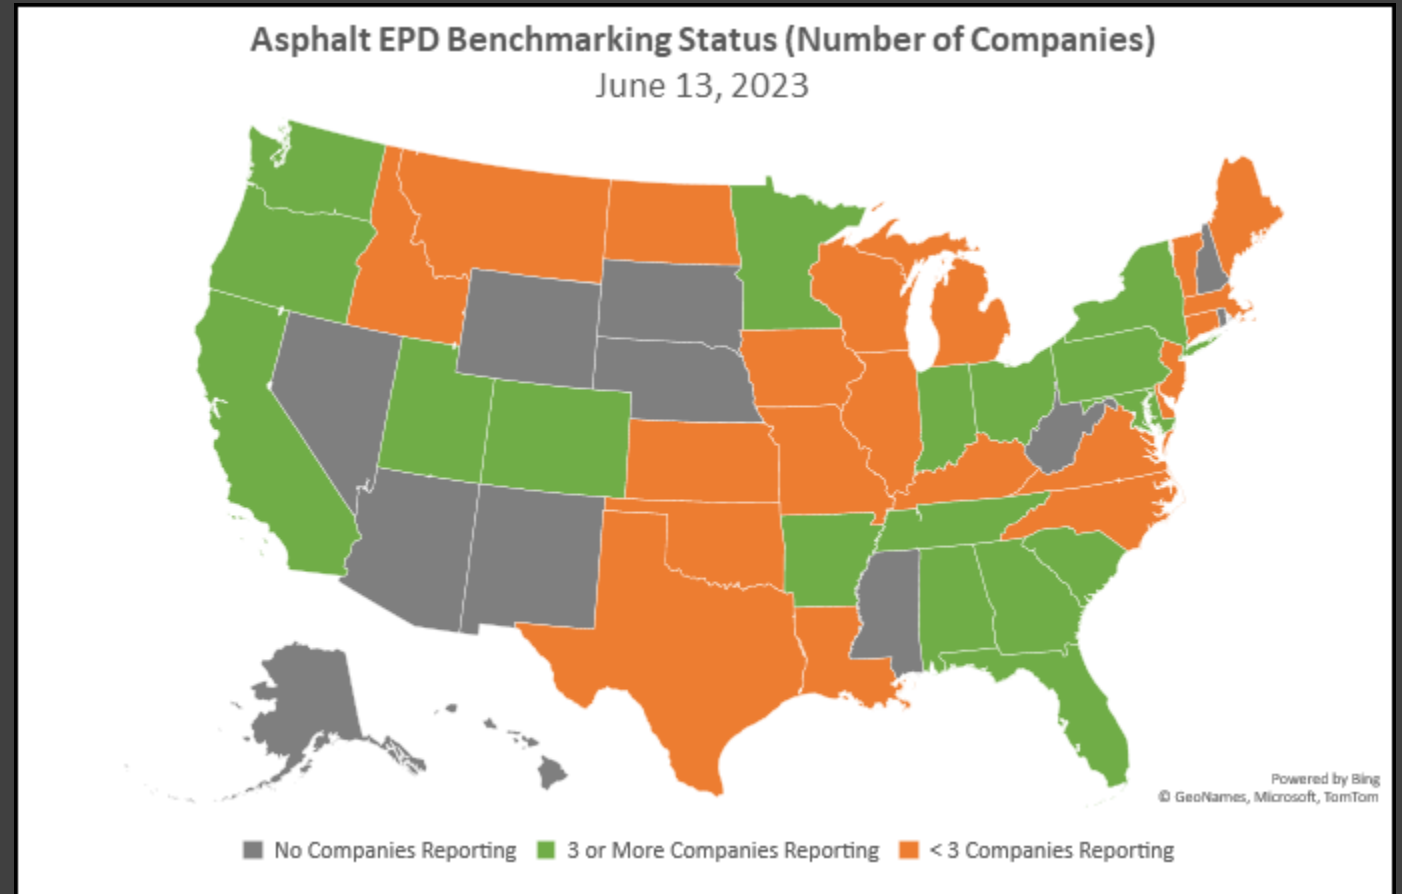 Asphalt EPD Benchmarking Status (Number of Companies)
June 13, 2023
Powered by Bing
© GeoNames, Microsoft, TomTom
No Companies Reporting
3 or More Companies Reporting
< 3 Companies Reporting